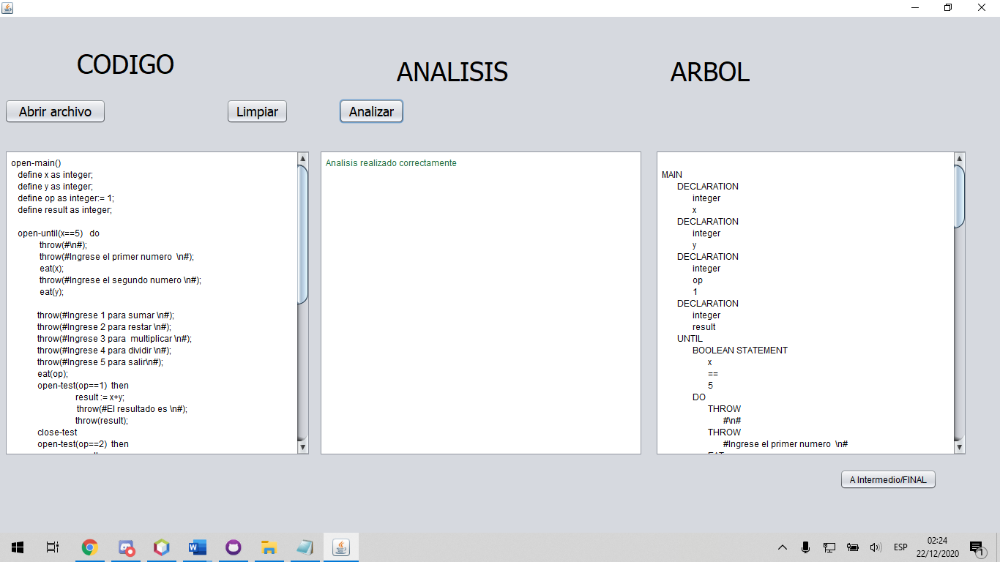 CODIGO
ANALISIS
ARBOL
Abrir archivo
Limpiar
Analizar
open-main()
define x as integer;
define y as integer;
define op as integer:= 1;
define result as integer;
open-until(x==5) do
throw(#\n#);
throw(#Ingrese el primer numero \n#);
eat(x);
throw(#Ingrese el segundo numero \n#);
eat(y);
throw(#Ingrese 1 para sumar \n#);
throw(#Ingrese 2 para restar \n#);
throw(#Ingrese 3 para multiplicar \n#);
throw(#Ingrese 4 para dividir \n#);
throw(#Ingrese 5 para salir\n#);
eat(op);
open-test(op==1) then
result := x+y;
throw(#El resultado es \n#);
throw(result);
close-test
open-test(op==2) then
Analisis realizado correctamente
MAIN
DECLARATION
integer
x
DECLARATION
integer
y
DECLARATION
integer
op
1
DECLARATION
integer
result
UNTIL
BOOLEAN STATEMENT
x
==
5
DO
THROW
#\n#
THROW
#Ingrese el primer numero \n#
A Intermedio/FINAL
ESP
02:24
22/12/2020
1